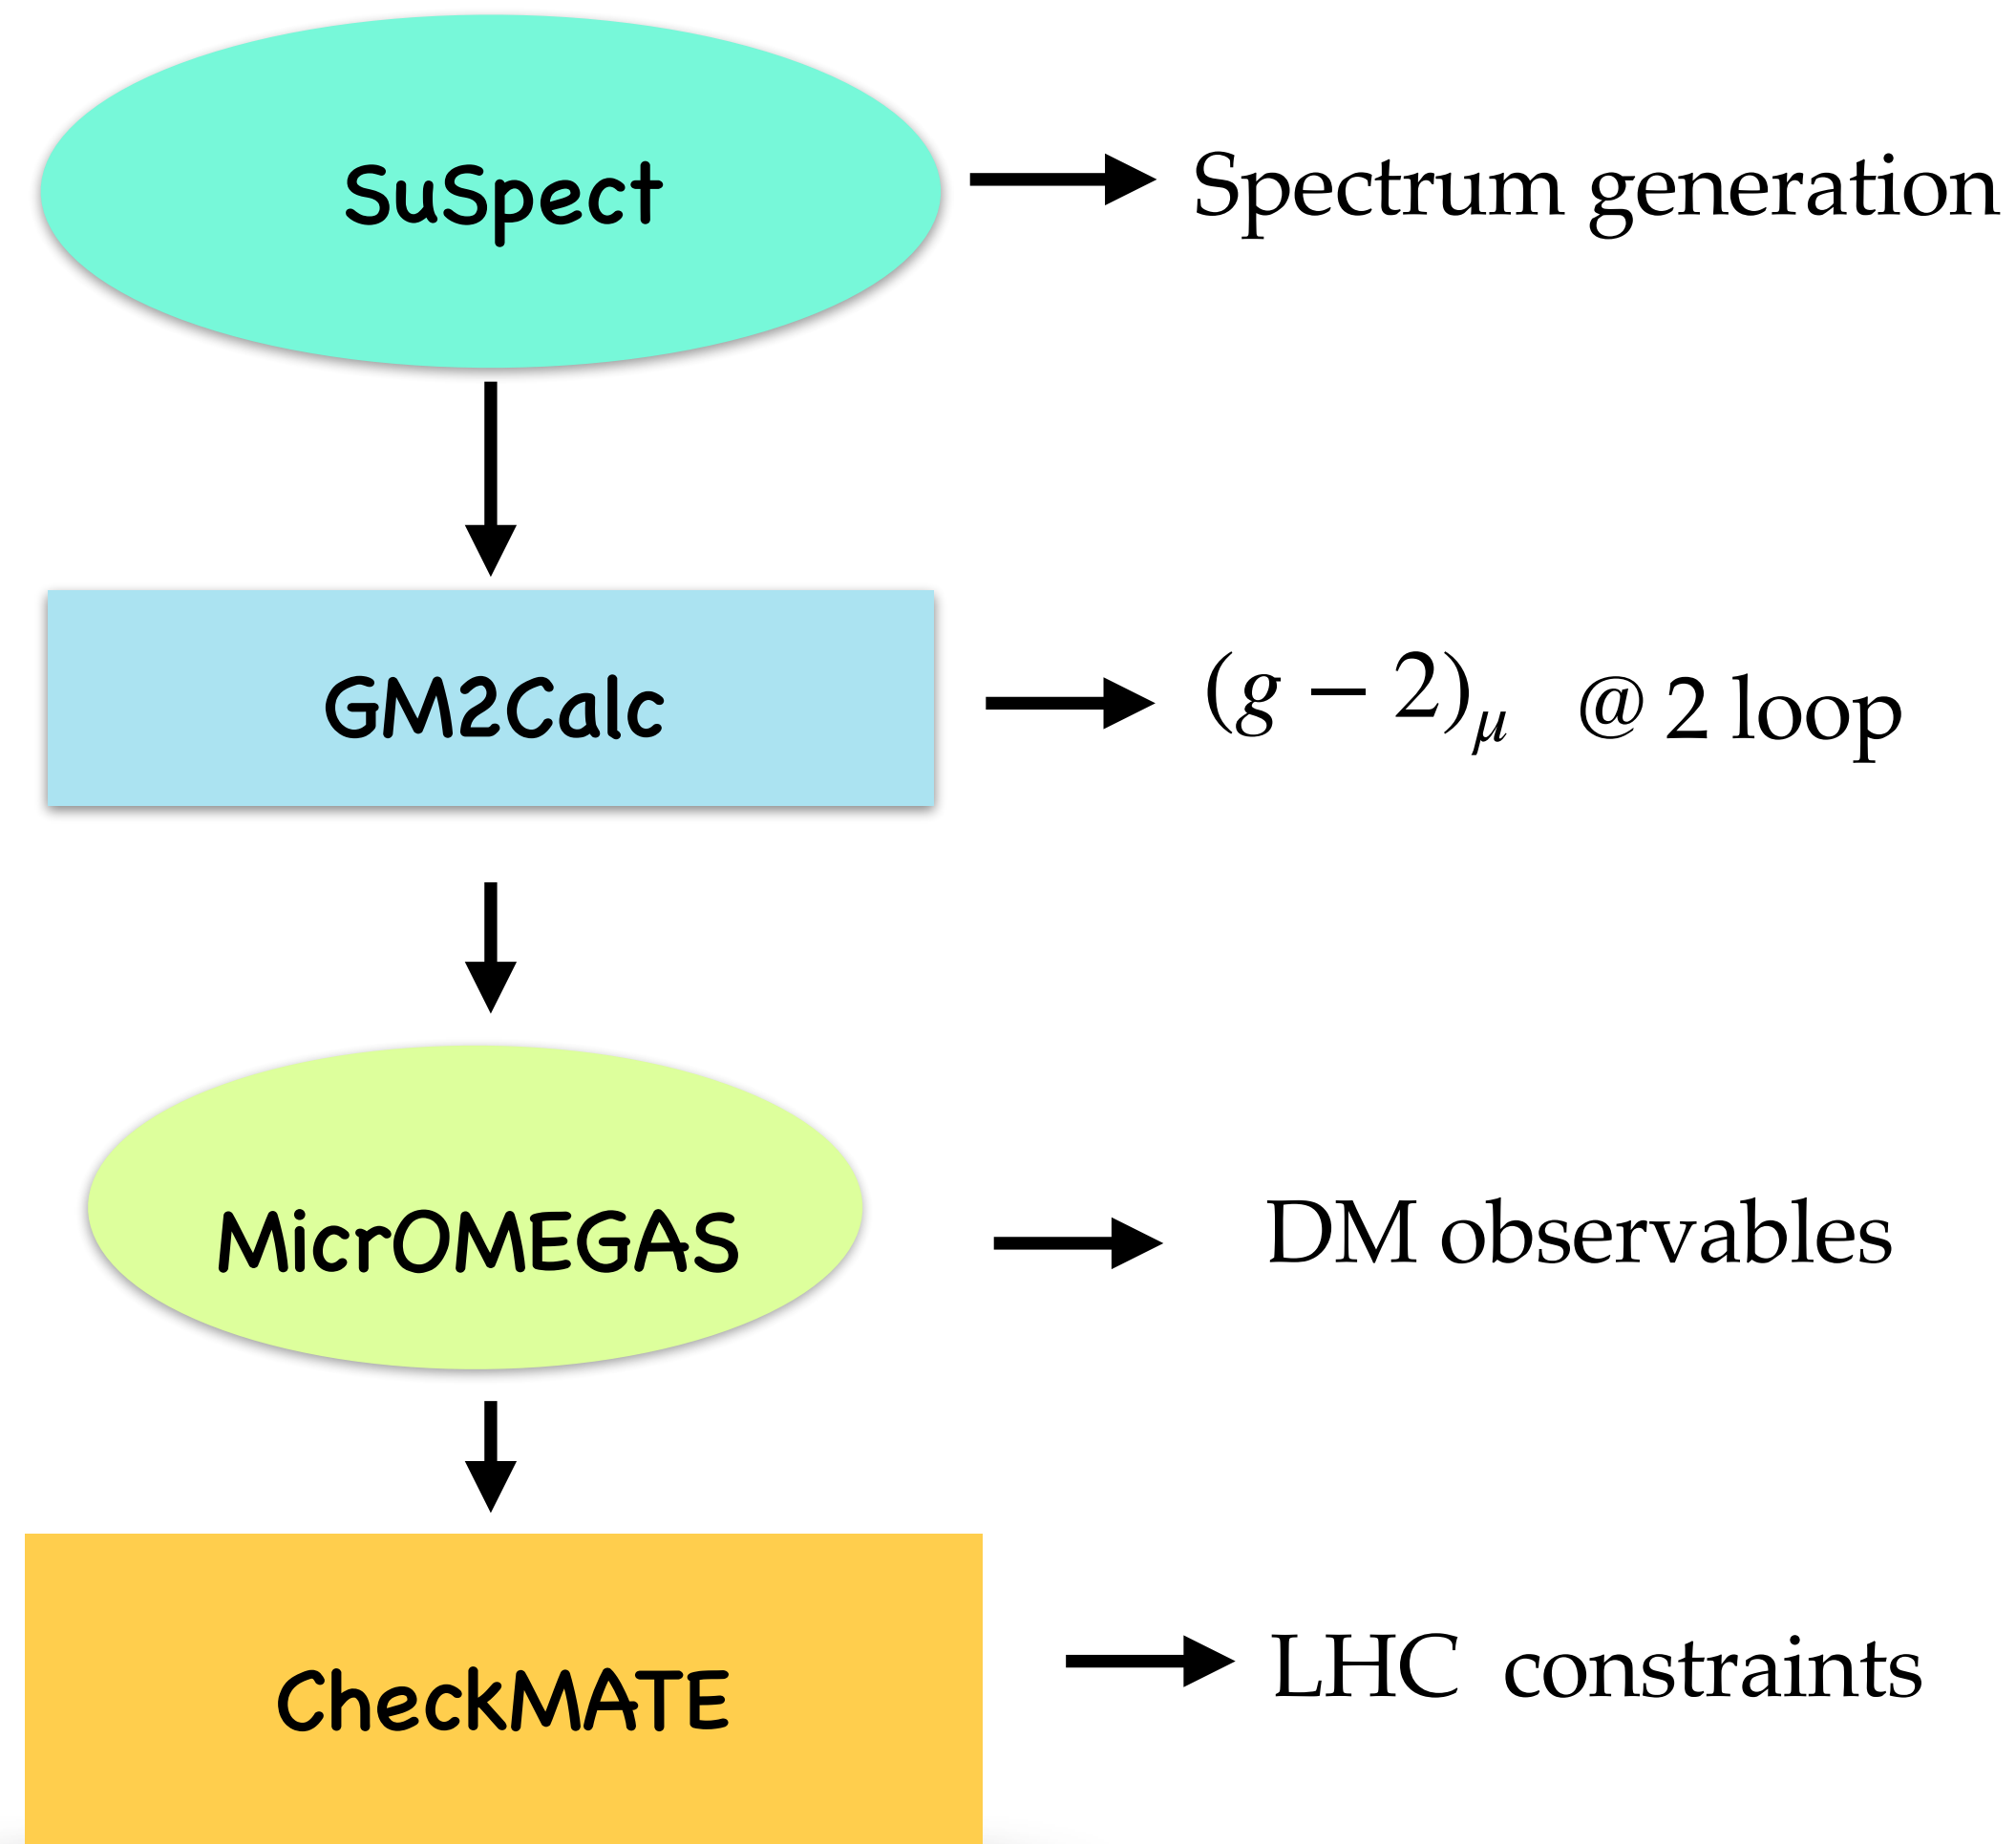 SuSpect
Spectrum generation
GM2Calc
(g − 2)μ @ 2 loop
MicrOMEGAS
DM observables
CheckMATE
LHC constraints